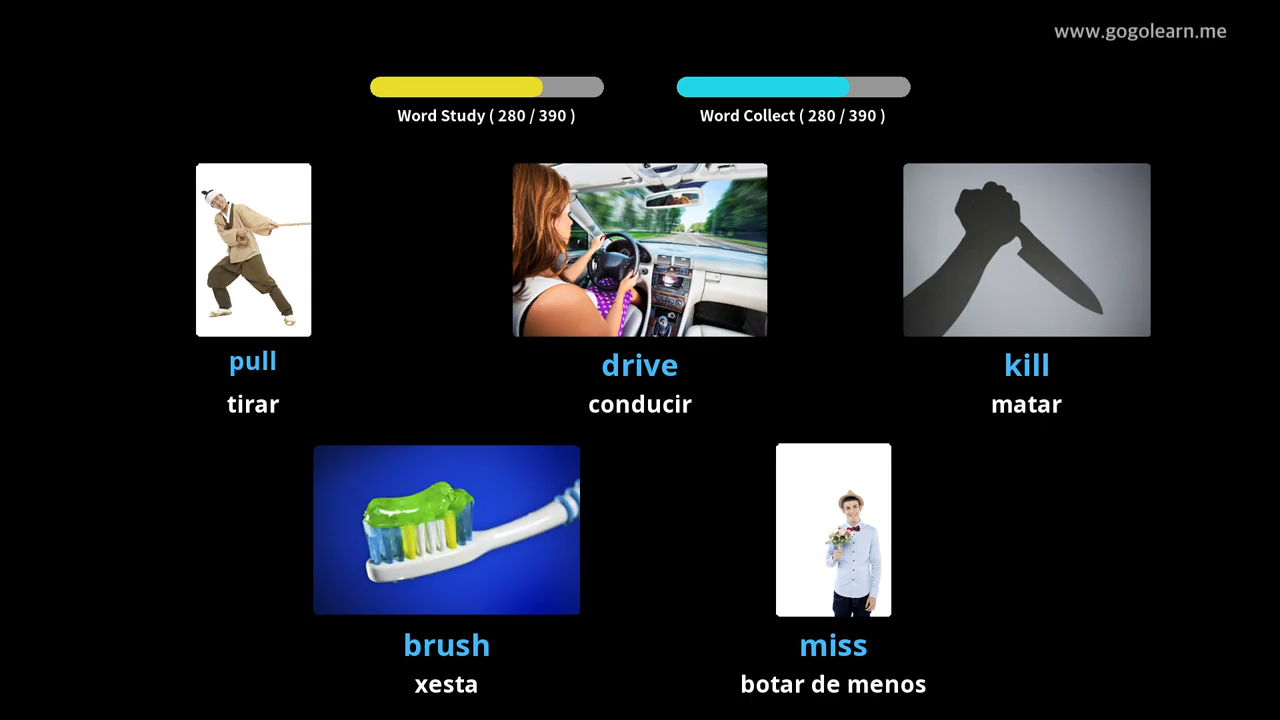 www.gogolearn.me
Word Study ( 280 / 390 )
Word Collect ( 280 / 390 )
pull
tirar
drive
conducir
kill
matar
brush
xesta
miss
botar de menos